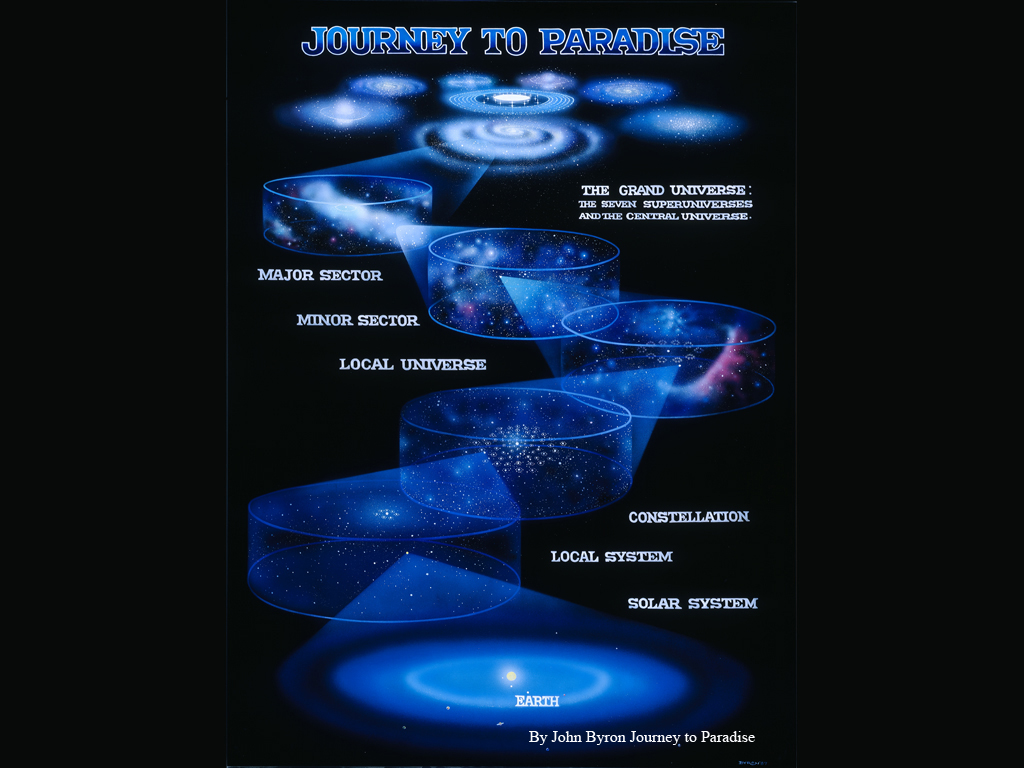 JOURNEY TO PARADISE
THE GRAND UNIVERSE:
THE SEVEN SUPERUNIVERSES
AND THE CENTRAL UNIVERSE.
MAJOR SECTOR
MINOR SECTOR
LOCAL UNIVERSE
CONSTELLATION
LOCAL SYSTEM
SOLAR SYSTEM
EARTH
By John Byron Journey to Paradise